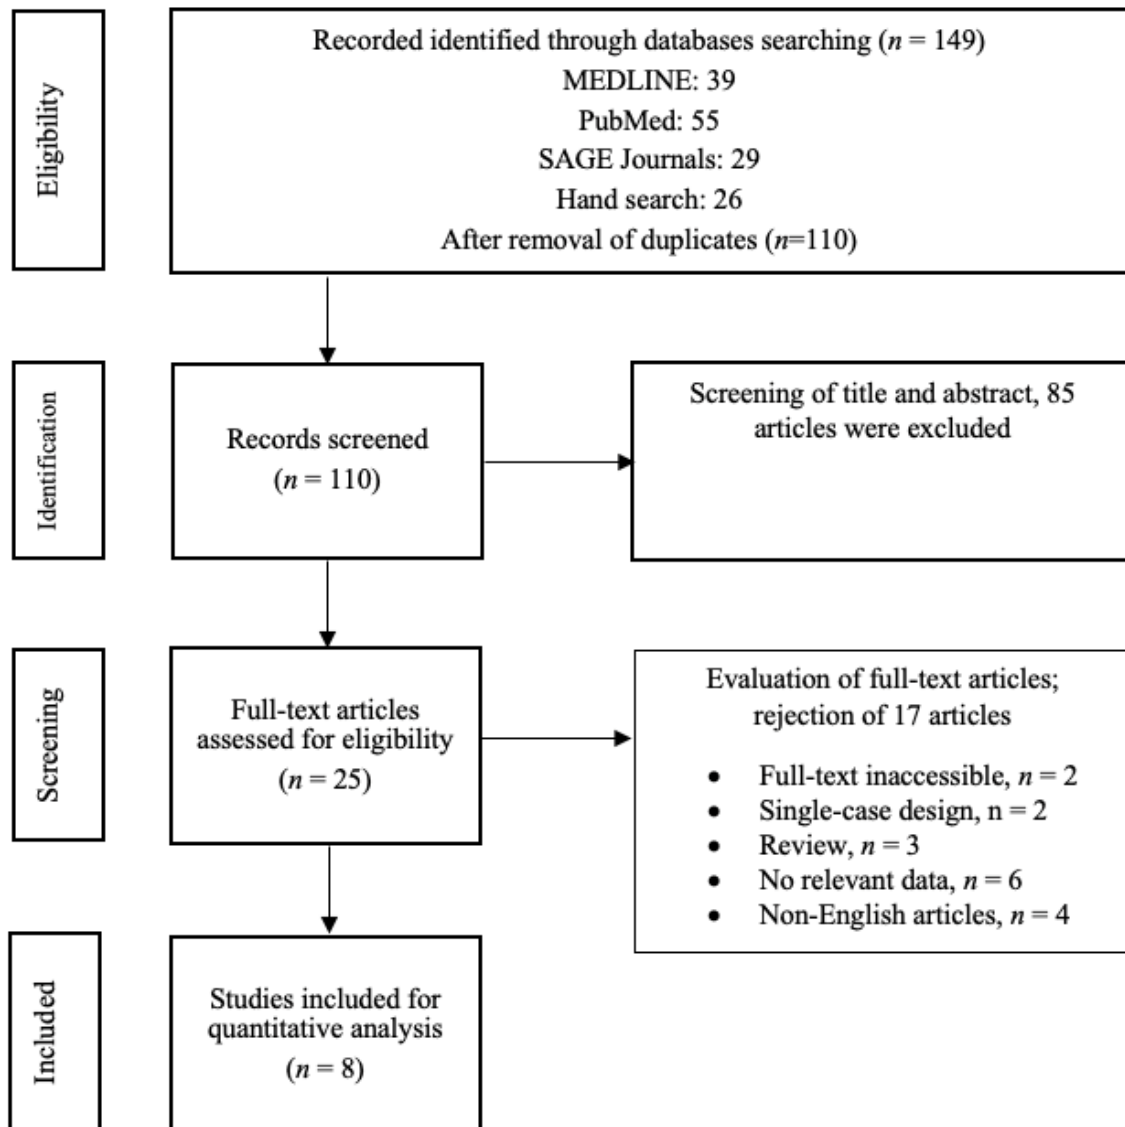 Eligibility
Recorded identified through databases searching (n = 149)
MEDLINE: 39
PubMed: 55
SAGE Journals: 29
Hand search: 26
After removal of duplicates (n=110)
Identification
Records screened
(n = 110)
Screening of title and abstract, 85
articles were excluded
Screening
Full-text articles
assessed for eligibility
(n = 25)
Evaluation of full-text articles;
rejection of 17 articles
• Full-text inaccessible, n = 2
• Single-case design, n = 2
• Review, n = 3
• No relevant data, n = 6
• Non-English articles, n = 4
Included
Studies included for
quantitative analysis
(n = 8)